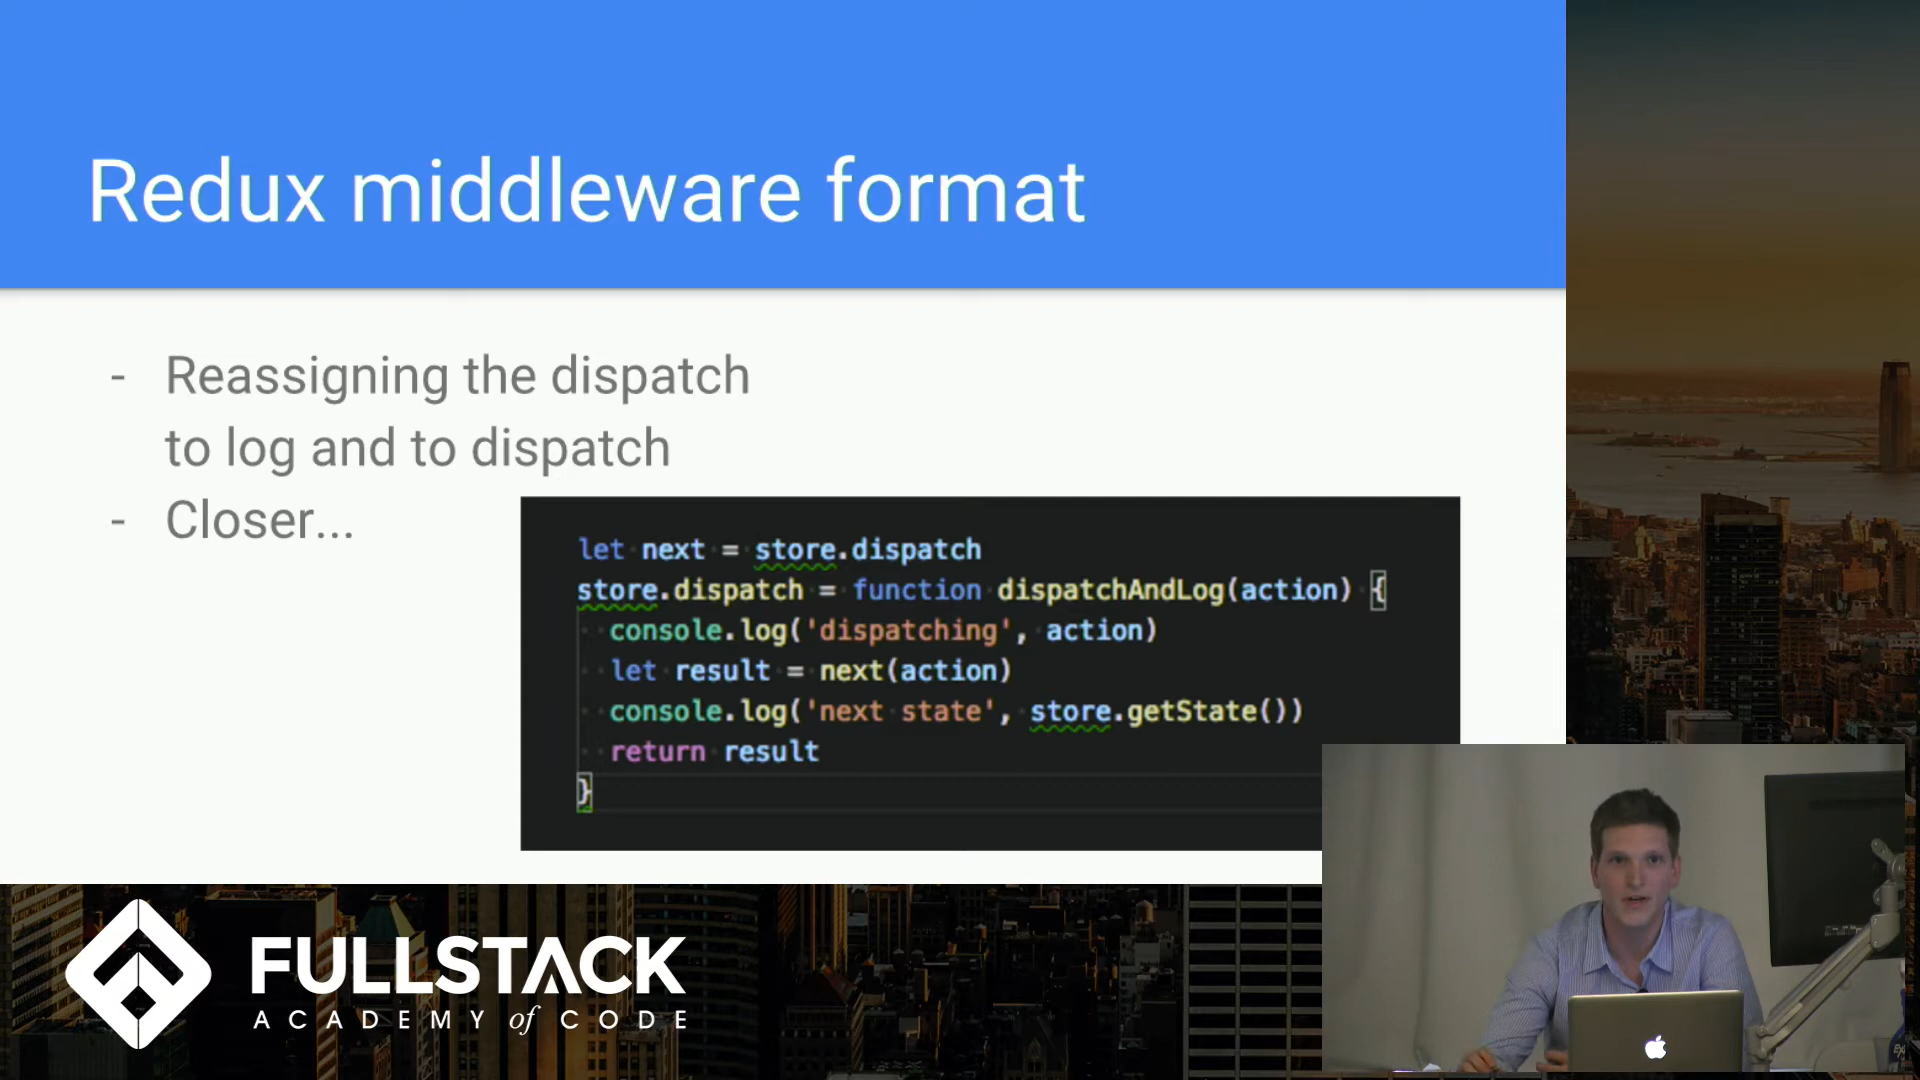 Redux middleware format
- Reassigning the dispatch
to log and to dispatch
- Closer...
let next = store.dispatch
store.dispatch = function dispatchAndLog(action) {
console.log('dispatching', action)
let result = next(action)
console.log('next state', store.getState())
return result
}
FULLSTACK
ACADEMY of CODE